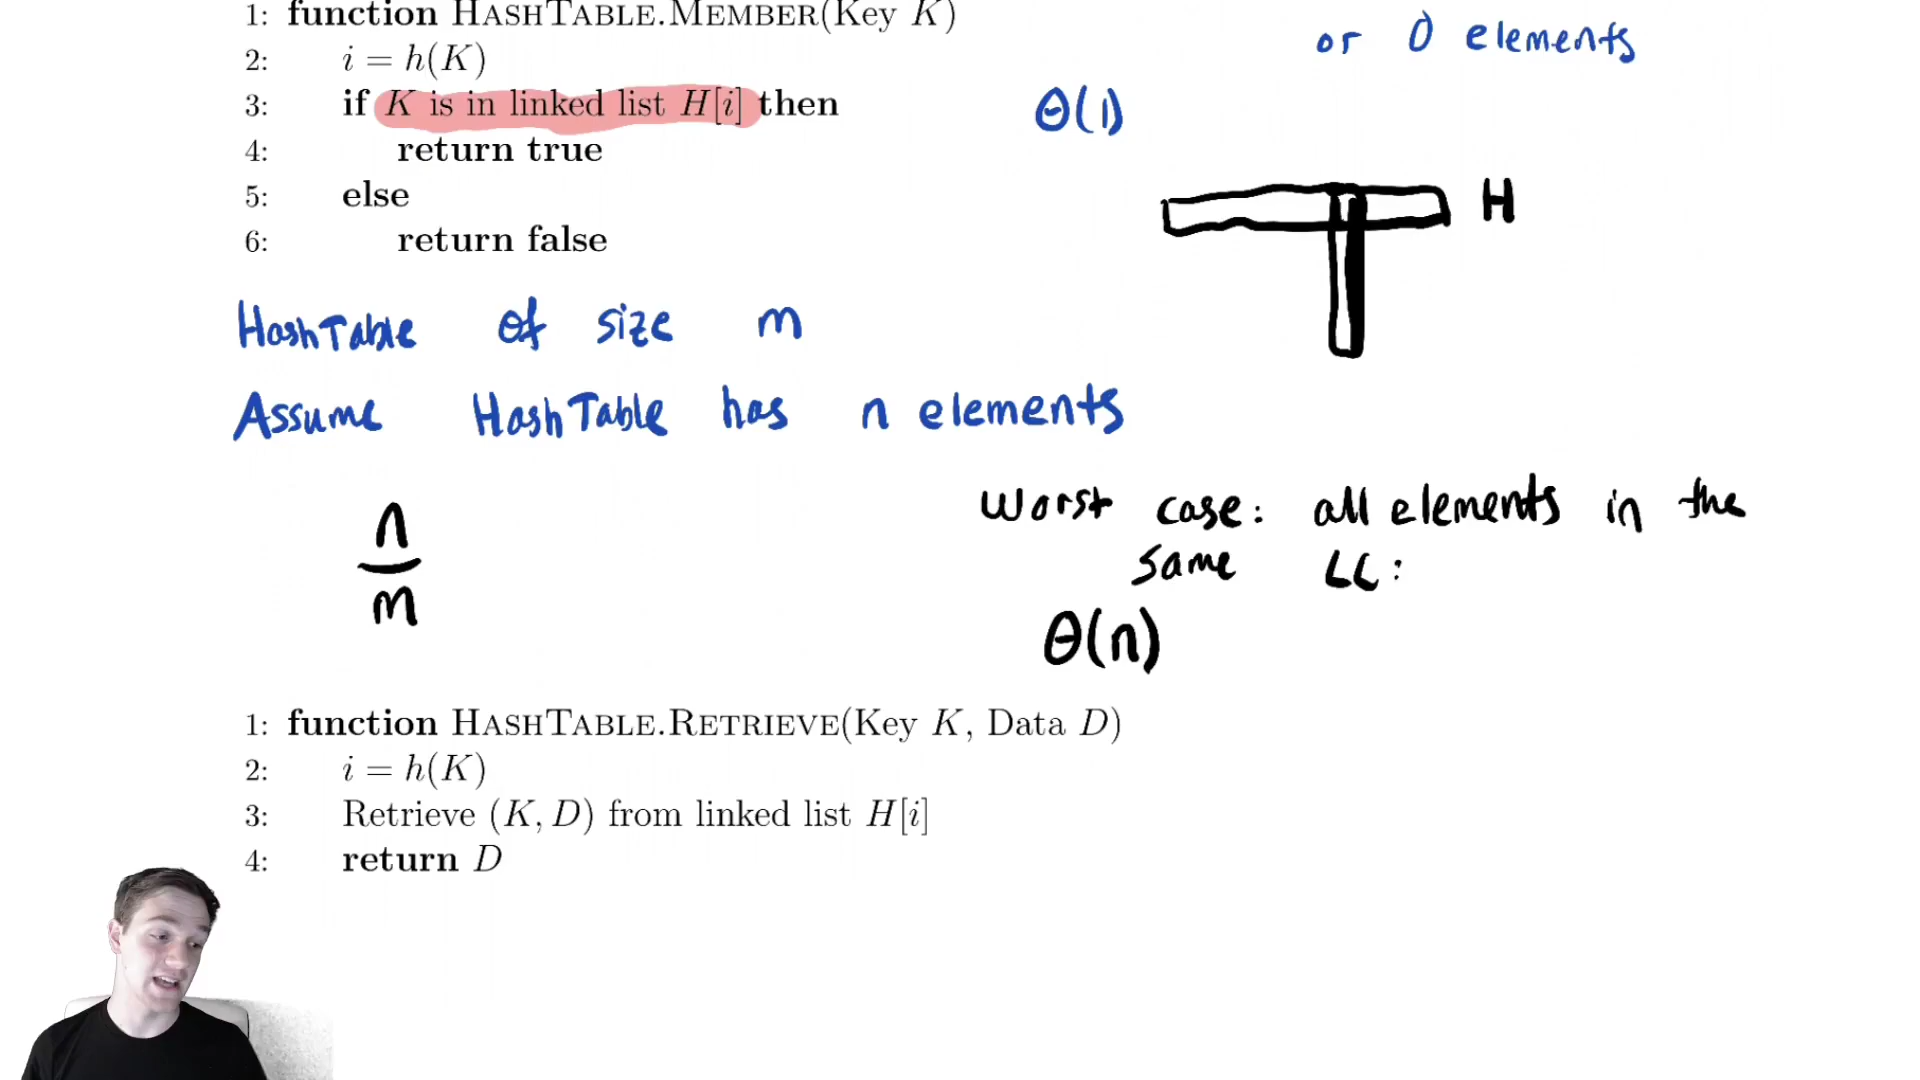 1: function HASHTABLE.MEMBER(Key K)
2: i = h(K)
3: if K is in linked list H[i] then
4: return true
5: else
6: return false
or 0 elements
Θ(1)
H
HashTable of size m
Assume HashTable has n elements
n
m
worst case: all elements in the
same LL:
Θ(n)
1: function HASHTABLE.RETRIEVE(Key K, Data D)
2: i = h(K)
3: Retrieve (K, D) from linked list H[i]
4: return D